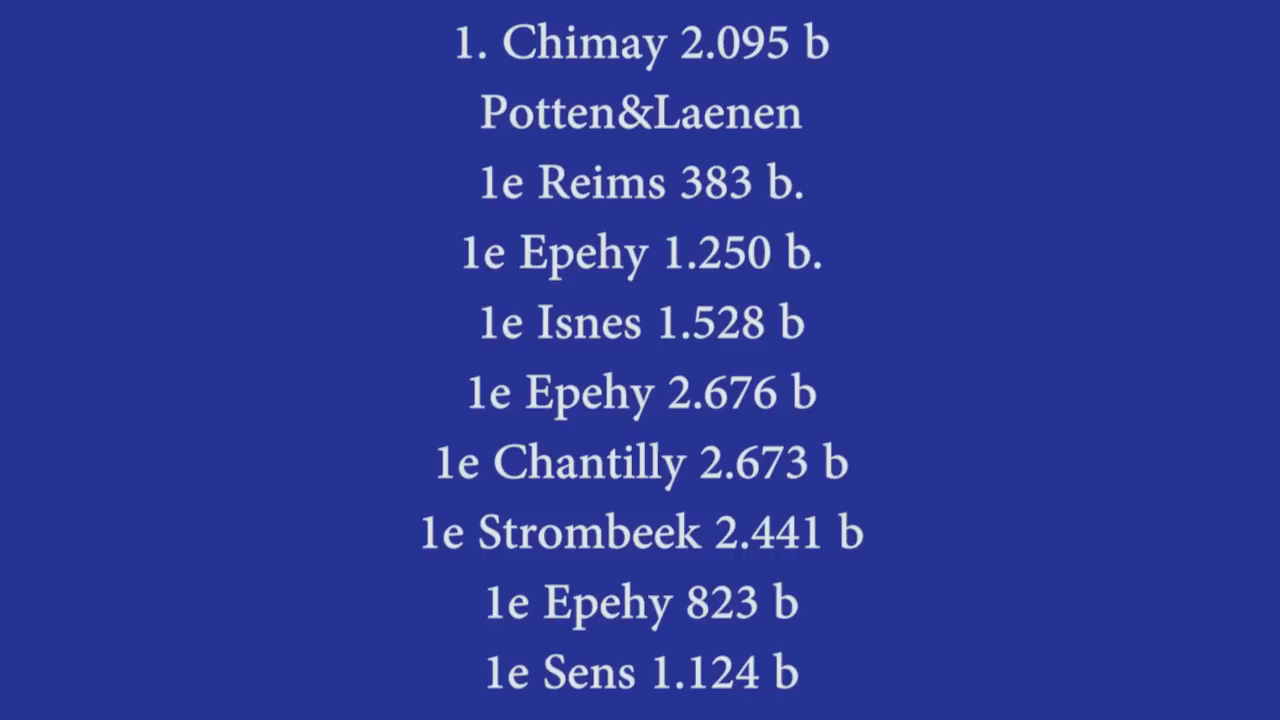 1. Chimay 2.095 b
Potten&Laenen
1e Reims 383 b.
1e Epehy 1.250 b.
1e Isnes 1.528 b
1e Epehy 2.676 b
1e Chantilly 2.673 b
1e Strombeek 2.441 b
1e Epehy 823 b
1e Sens 1.124 b